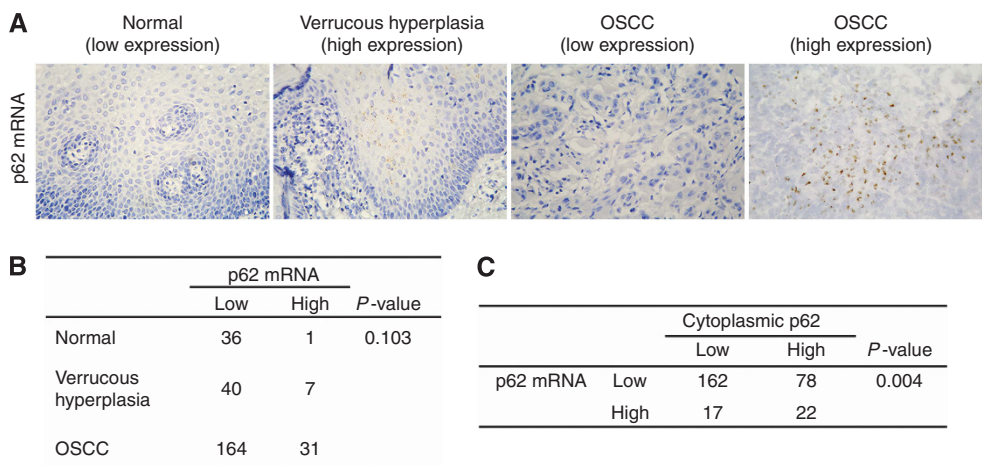 A
Normal
(low expression)
Verrucous hyperplasia
(high expression)
OSCC
(low expression)
OSCC
(high expression)
p62 mRNA
B
p62 mRNA
Low High P-value
Normal 36 1 0.103
Verrucous
hyperplasia 40 7
OSCC 164 31
C
Cytoplasmic p62
Low High P-value
p62 mRNA Low 162 78 0.004
High 17 22